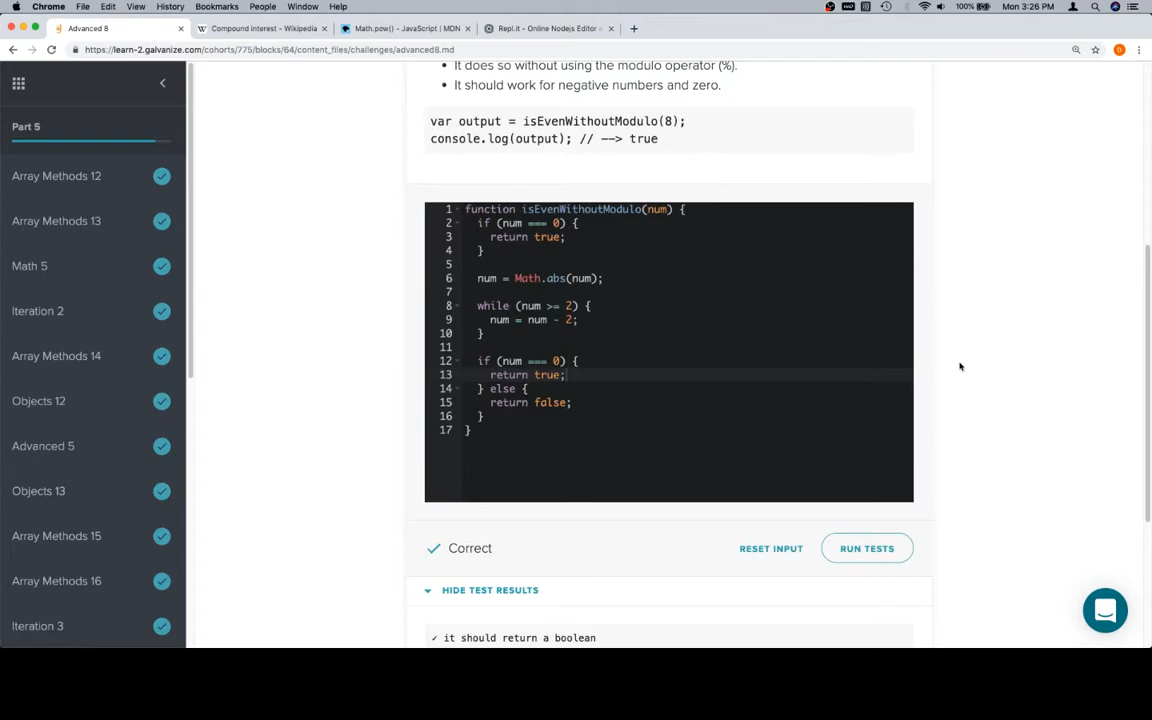 Chrome File Edit View History Bookmarks People Window Help 100% Mon 3:26 PM
Advanced 8 Compound interest - Wikipedia Math.pow() - JavaScript | MDN Repl.it - Online Nodejs Editor
https://learn-2.galvanize.com/cohorts/775/blocks/64/content_files/challenges/advanced8.md
Part 5
Array Methods 12
Array Methods 13
Math 5
Iteration 2
Array Methods 14
Objects 12
Advanced 5
Objects 13
Array Methods 15
Array Methods 16
Iteration 3
• It does so without using the modulo operator (%).
• It should work for negative numbers and zero.
var output = isEvenWithoutModulo(8);
console.log(output); // --> true
1 function isEvenWithoutModulo(num) {
2 if (num === 0) {
3 return true;
4 }
5
6 num = Math.abs(num);
7
8 while (num >= 2) {
9 num = num - 2;
10 }
11
12 if (num === 0) {
13 return true;
14 } else {
15 return false;
16 }
17 }
Correct RESET INPUT RUN TESTS
HIDE TEST RESULTS
✓ it should return a boolean